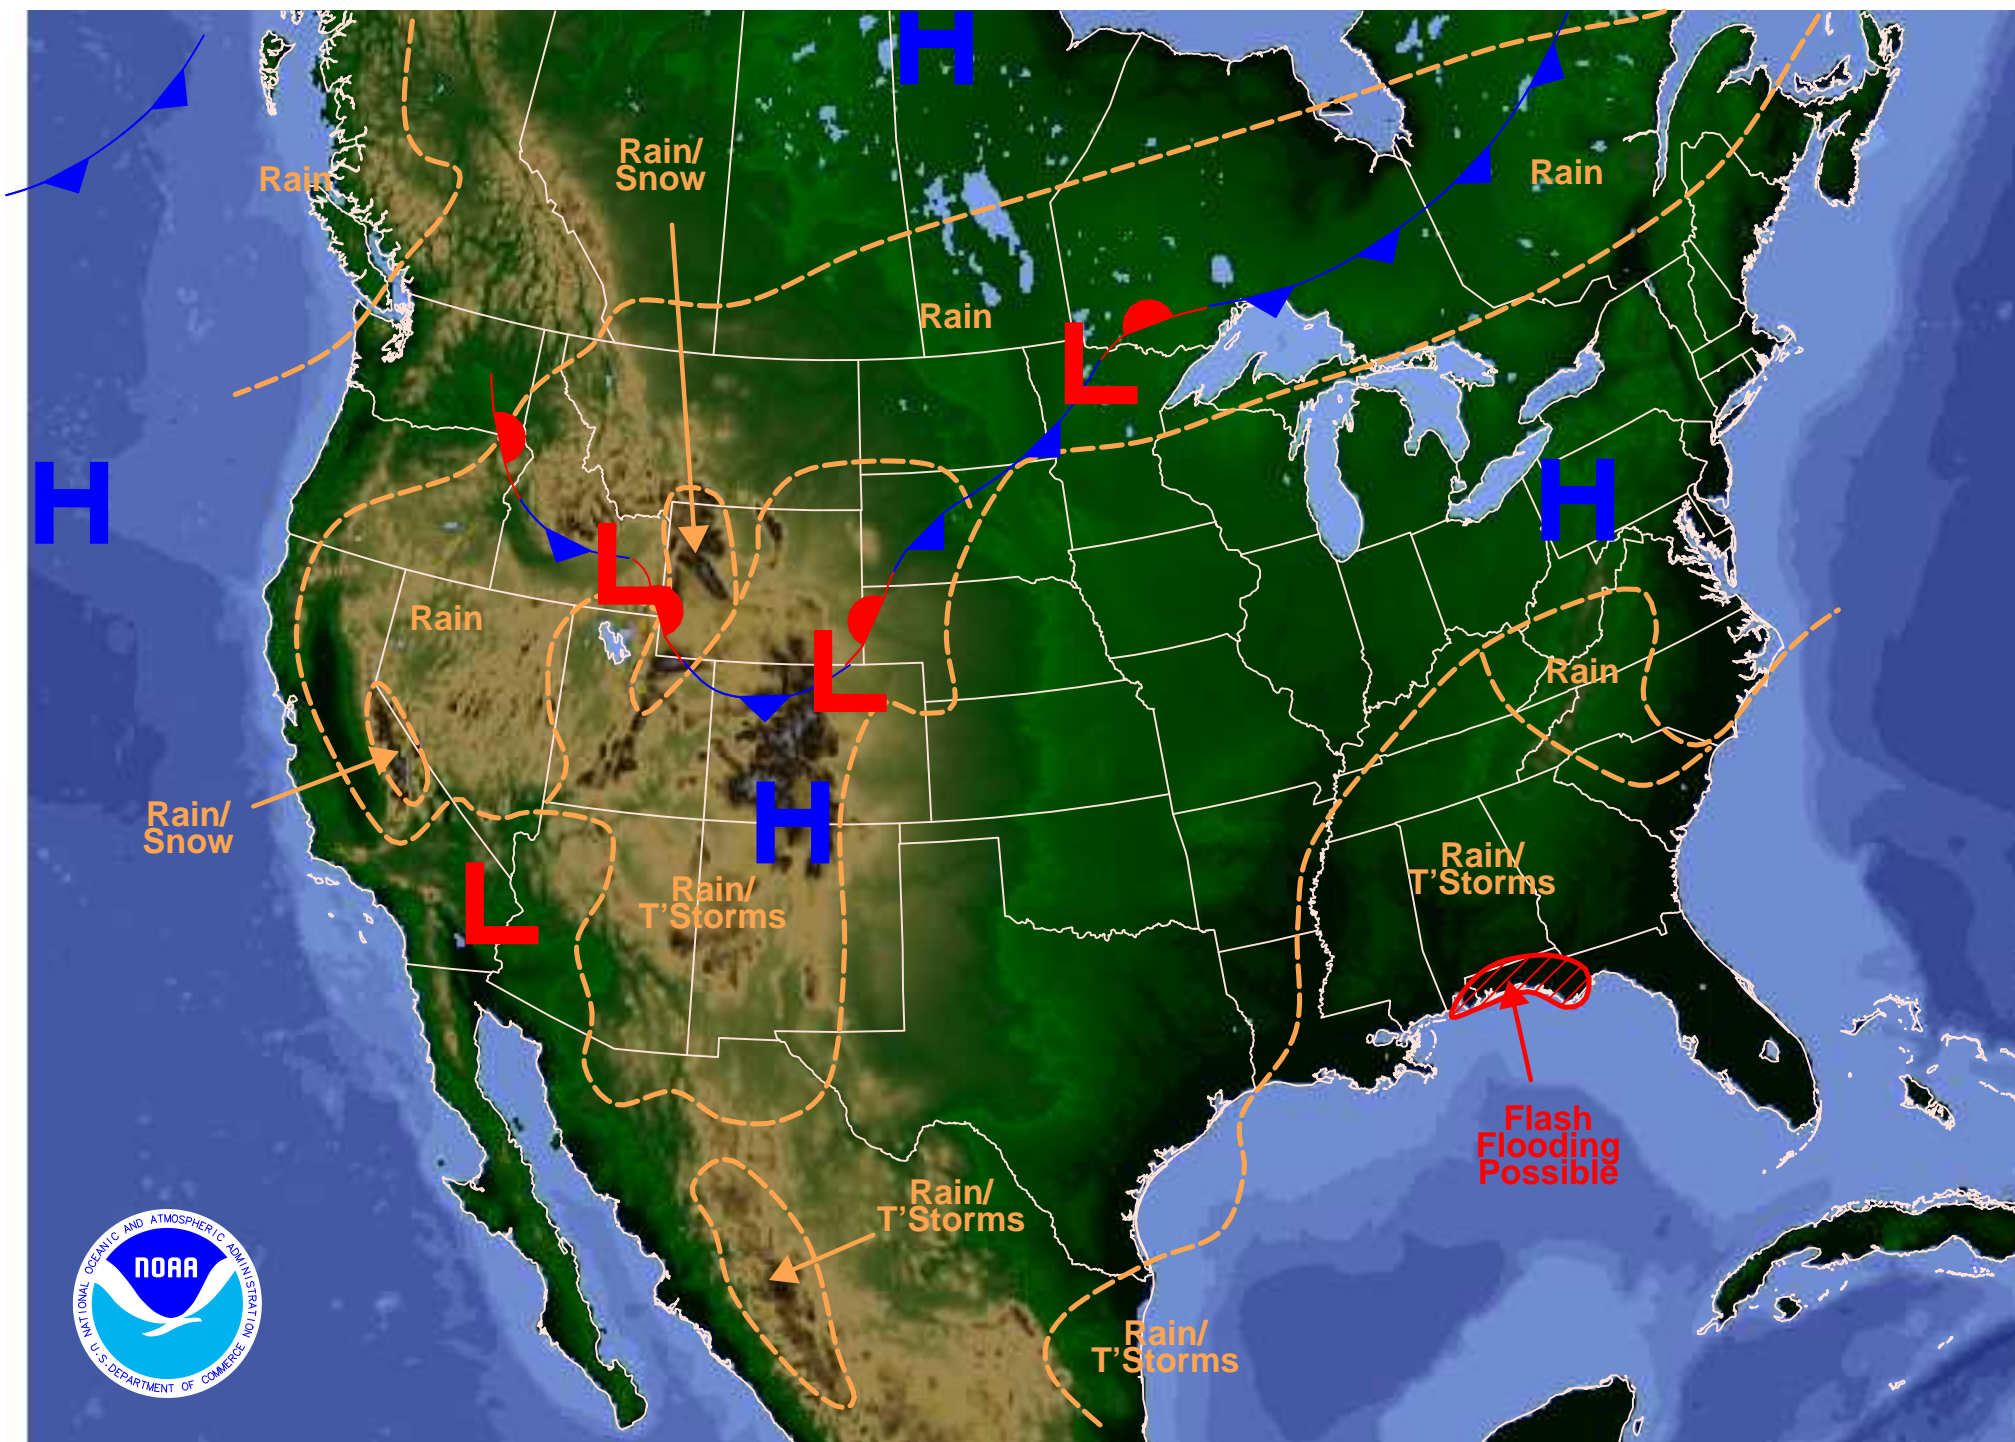 H
Rain/
Snow
Rain
Rain
Rain
L
H
H
L
Rain
L
Rain
Rain/
Snow
H
L
Rain/
T'Storms
Rain/
T'Storms
Flash
Flooding
Possible
Rain/
T'Storms
Rain/
T'Storms
NATIONAL OCEANIC AND ATMOSPHERIC ADMINISTRATION
NOAA
U.S. DEPARTMENT OF COMMERCE